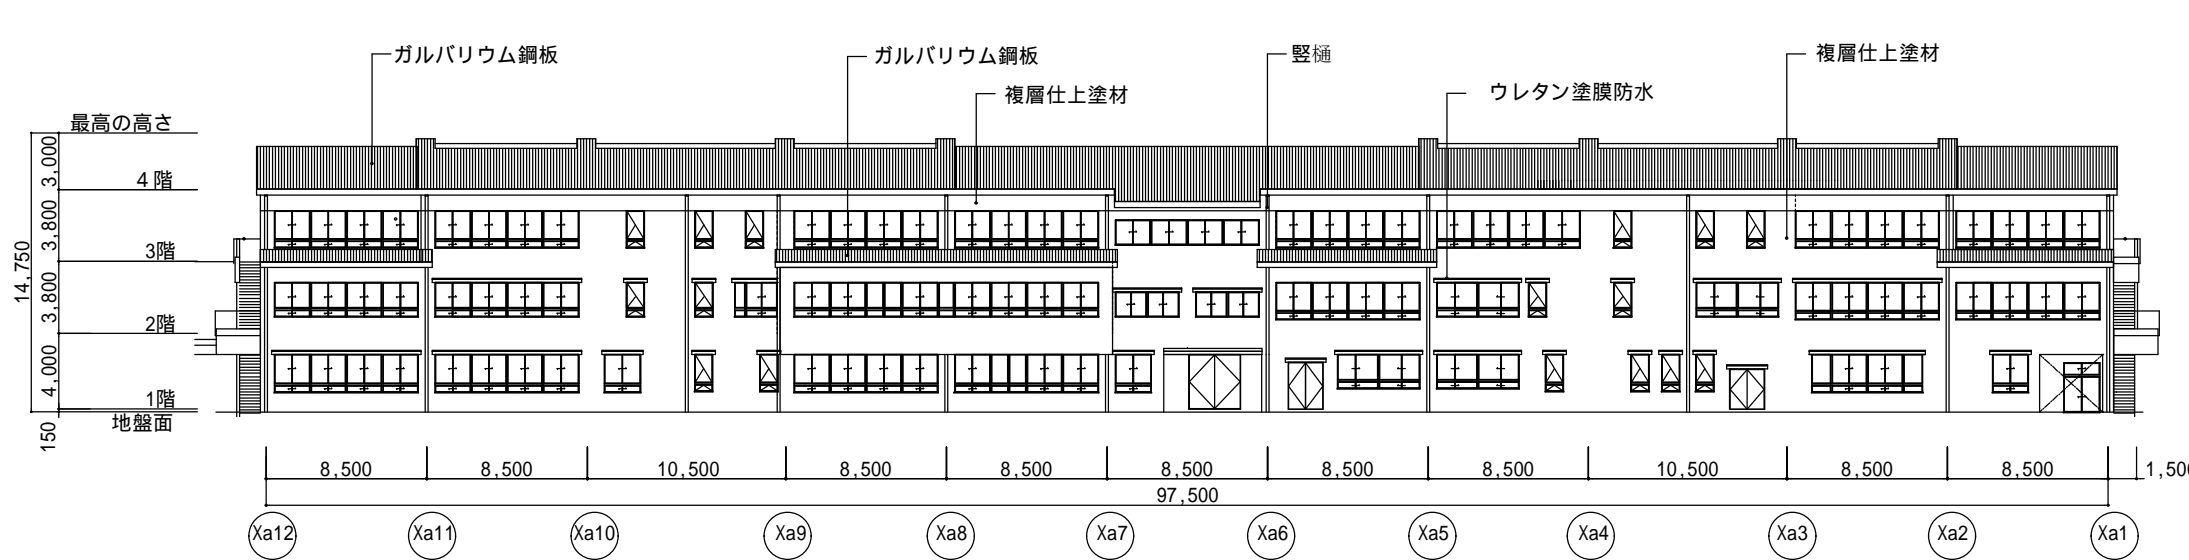 ガルバリウム鋼板
ガルバリウム鋼板
竪樋
複層仕上塗材
複層仕上塗材
ウレタン塗膜防水
最高の高さ
3,000
4階
3,800
3階
14,750
3,800
2階
4,000
1階
地盤面
150
8,500
8,500
10,500
8,500
8,500
8,500
8,500
8,500
10,500
8,500
8,500
1,500
97,500
Xa12
Xa11
Xa10
Xa9
Xa8
Xa7
Xa6
Xa5
Xa4
Xa3
Xa2
Xa1